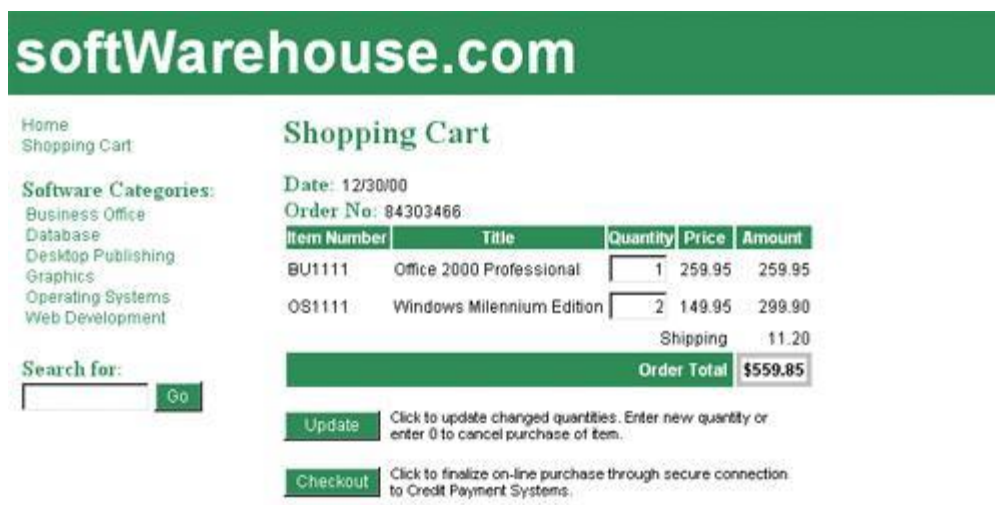 softWarehouse.com
Home
Shopping Cart
Software Categories:
Business Office
Database
Desktop Publishing
Graphics
Operating Systems
Web Development
Search for:
Go
Shopping Cart
Date: 12/30/00
Order No: 84303466
Item Number Title Quantity Price Amount
BU1111 Office 2000 Professional 1 259.95 259.95
OS1111 Windows Milennium Edition 2 149.95 299.90
Shipping 11.20
Order Total $559.85
Update Click to update changed quantities. Enter new quantity or
enter 0 to cancel purchase of item.
Checkout Click to finalize on-line purchase through secure connection
to Credit Payment Systems.